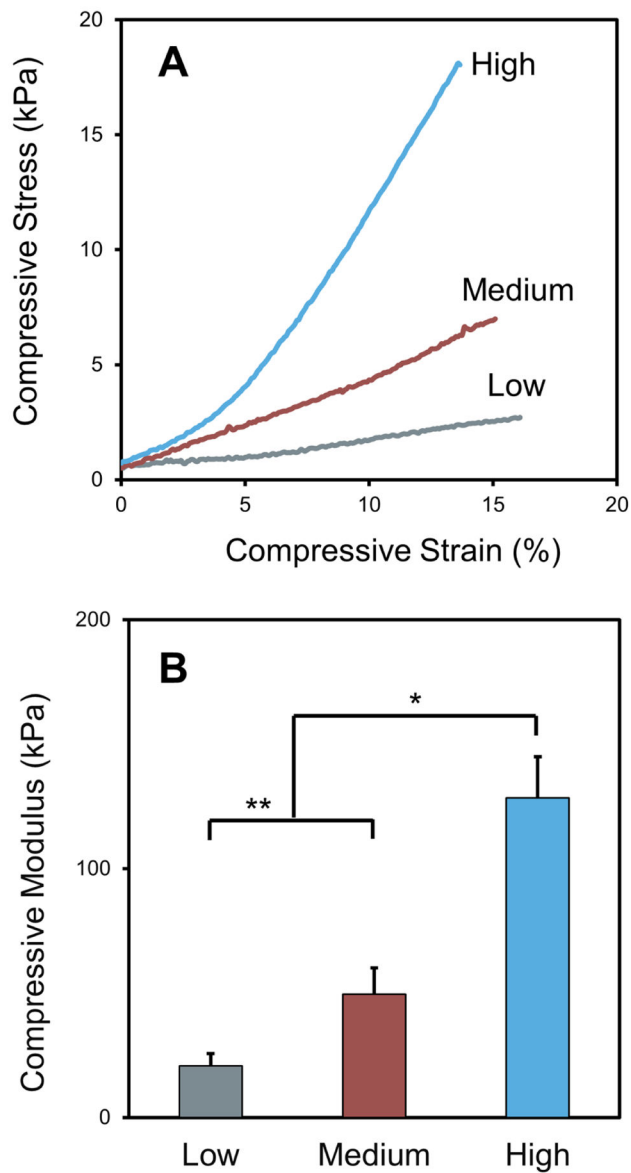 A
Compressive Stress (kPa)
20
15
10
5
0
High
Medium
Low
0 5 10 15 20
Compressive Strain (%)
B
Compressive Modulus (kPa)
200
100
0
*
**
Low Medium High